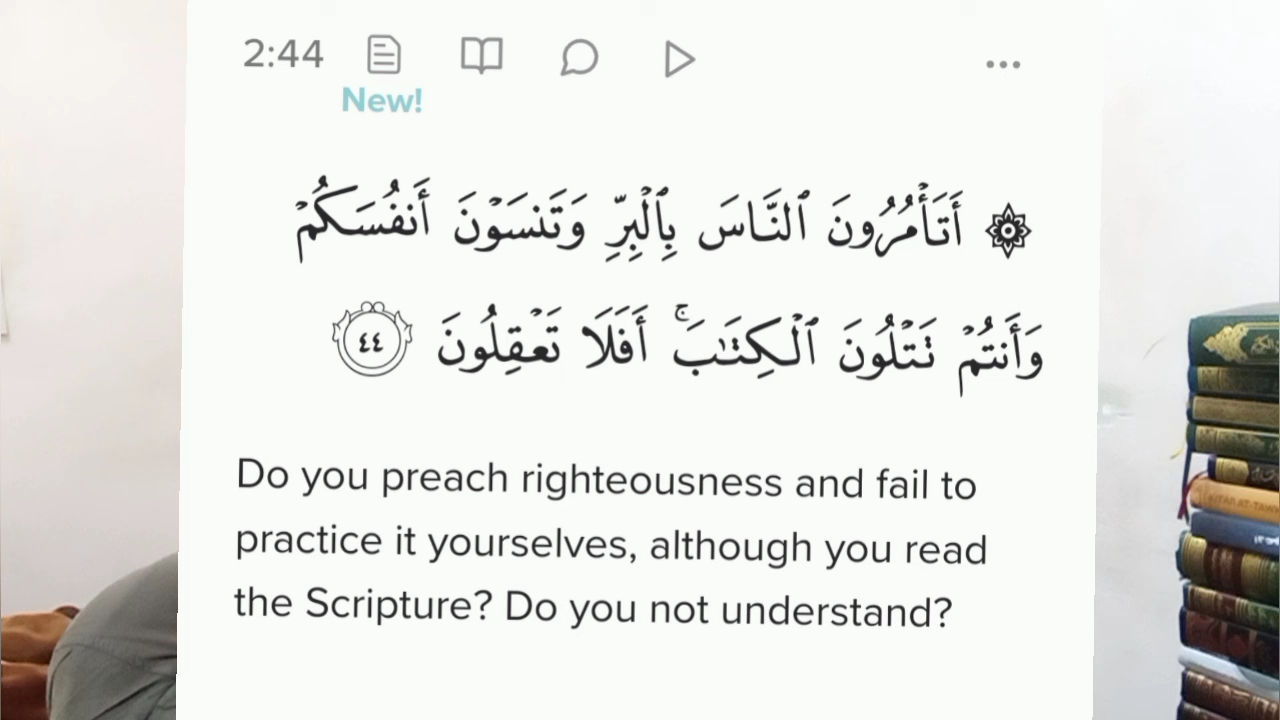 2:44
New!
۞ أَتَأْمُرُونَ ٱلنَّاسَ بِٱلْبِرِّ وَتَنسَوْنَ أَنفُسَكُمْ
وَأَنتُمْ تَتْلُونَ ٱلْكِتَـٰبَ ۚ أَفَلَا تَعْقِلُونَ ٤٤
Do you preach righteousness and fail to
practice it yourselves, although you read
the Scripture? Do you not understand?